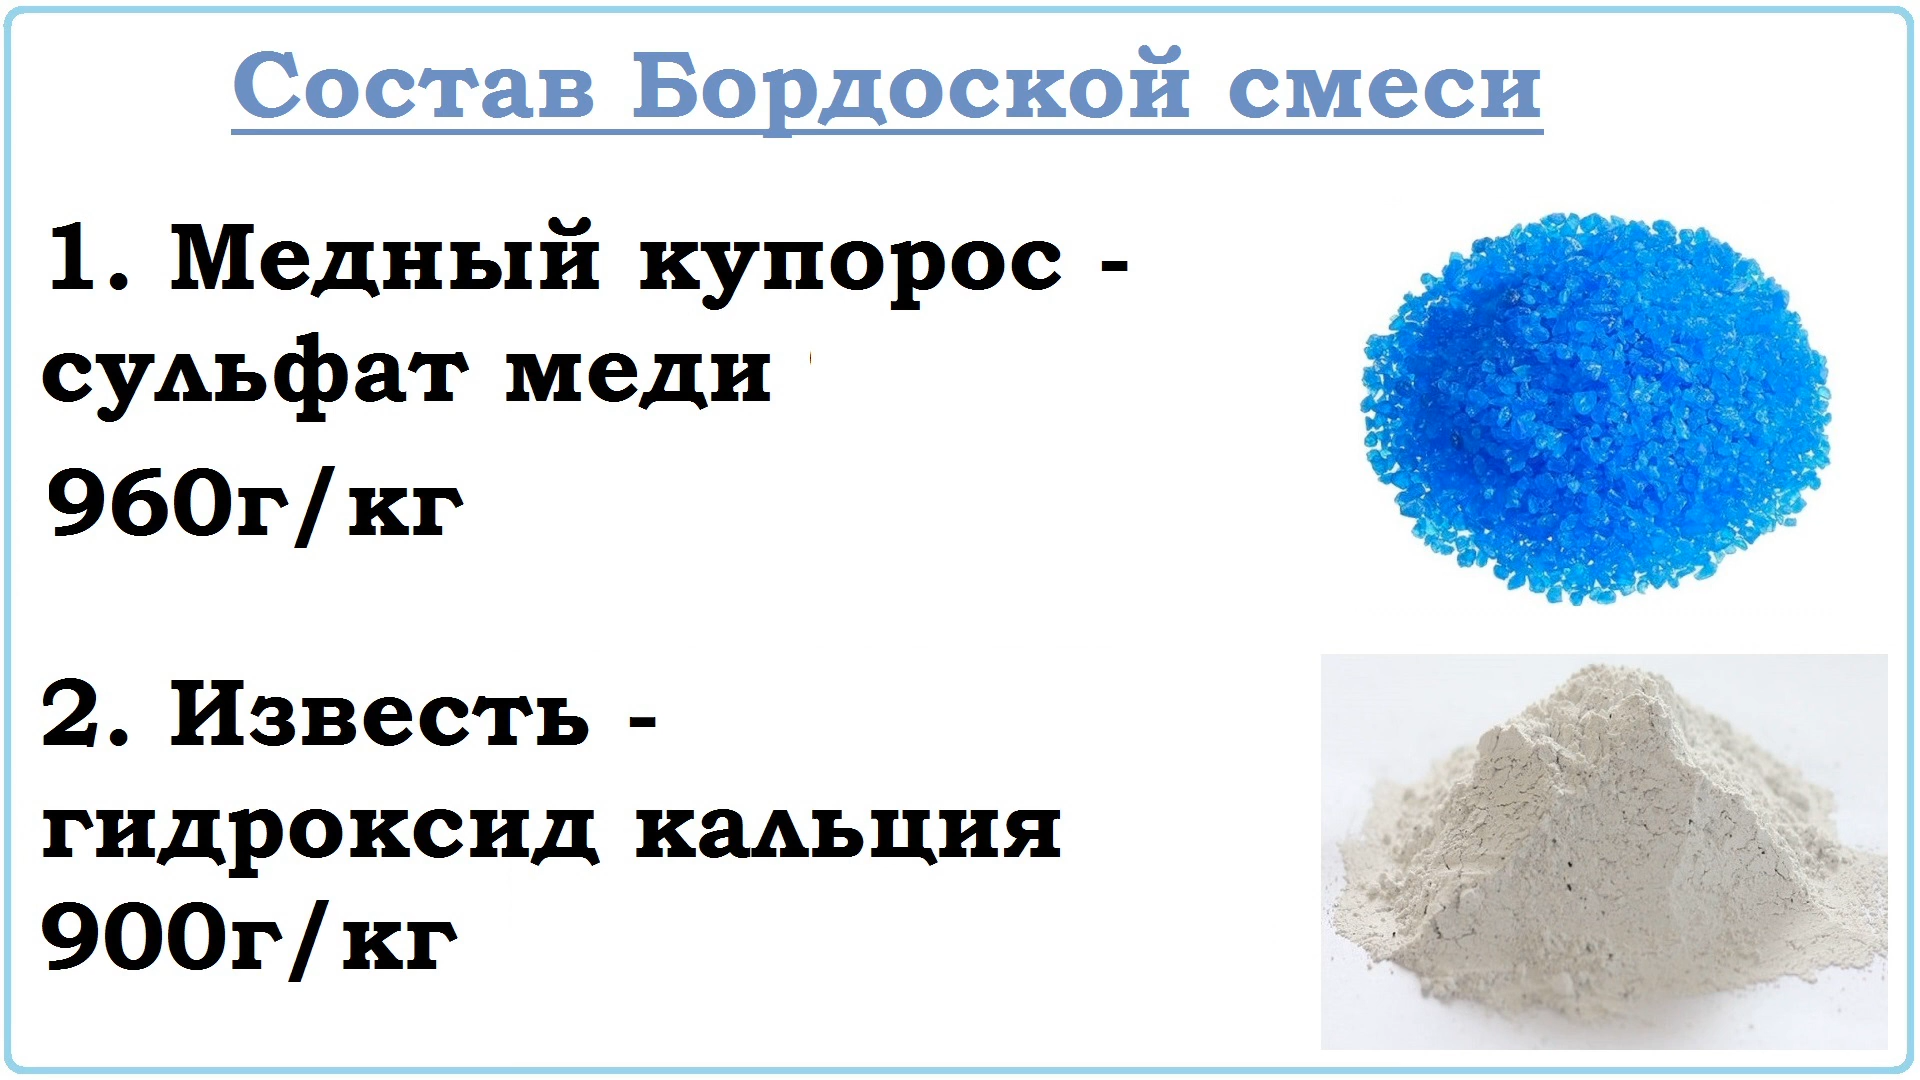 Состав Бордоской смеси
1. Медный купорос -
сульфат меди
960г/кг
2. Известь -
гидроксид кальция
900г/кг